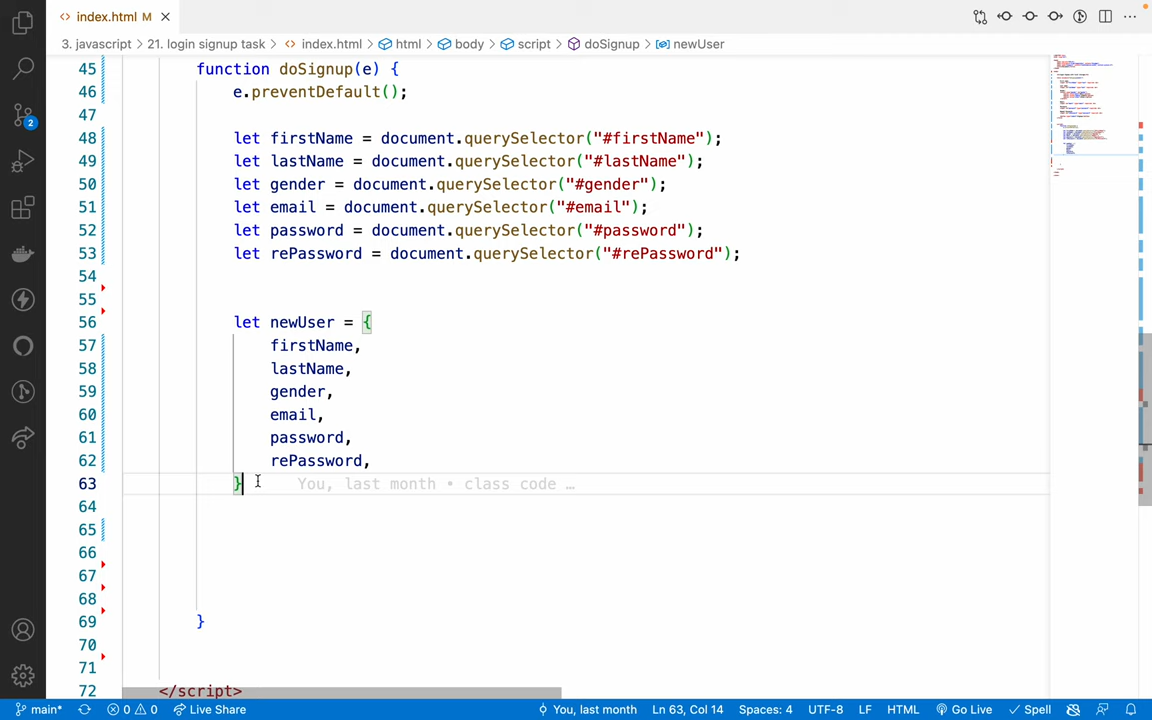 index.html M
3. javascript > 21. login signup task > index.html > html > body > script > doSignup > newUser
45 function doSignup(e) {
46 e.preventDefault();
47
48 let firstName = document.querySelector("#firstName");
49 let lastName = document.querySelector("#lastName");
50 let gender = document.querySelector("#gender");
51 let email = document.querySelector("#email");
52 let password = document.querySelector("#password");
53 let rePassword = document.querySelector("#rePassword");
54
55
56 let newUser = {
57 firstName,
58 lastName,
59 gender,
60 email,
61 password,
62 rePassword,
63 } You, last month • class code …
64
65
66
67
68
69 }
70
71
72 </script>
2
main* 0 0 Live Share You, last month Ln 63, Col 14 Spaces: 4 UTF-8 LF HTML Go Live Spell